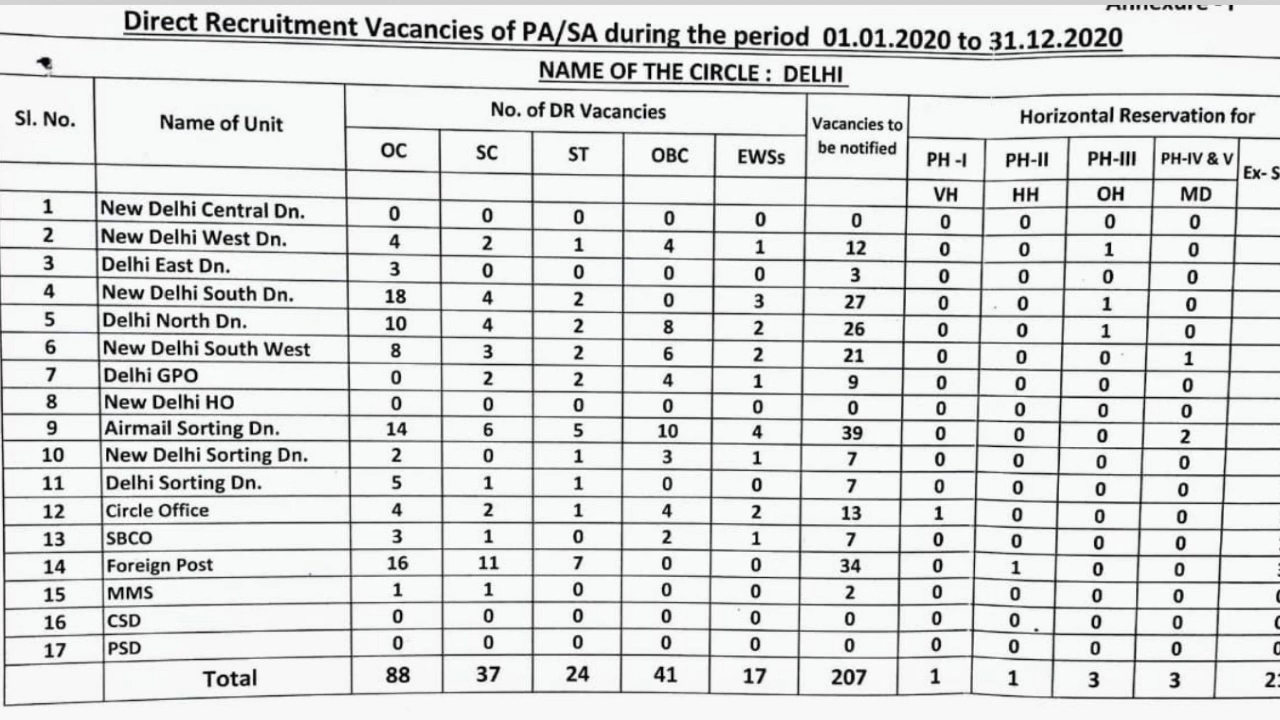 Annexure - I
Direct Recruitment Vacancies of PA/SA during the period 01.01.2020 to 31.12.2020
NAME OF THE CIRCLE : DELHI
Sl. No. Name of Unit No. of DR Vacancies Vacancies to be notified Horizontal Reservation for
OC SC ST OBC EWSs PH -I PH-II PH-III PH-IV & V Ex- S
VH HH OH MD
1 New Delhi Central Dn. 0 0 0 0 0 0 0 0 0 0
2 New Delhi West Dn. 4 2 1 4 1 12 0 0 1 0
3 Delhi East Dn. 3 0 0 0 0 3 0 0 0 0
4 New Delhi South Dn. 18 4 2 0 3 27 0 0 1 0
5 Delhi North Dn. 10 4 2 8 2 26 0 0 1 0
6 New Delhi South West 8 3 2 6 2 21 0 0 0 1
7 Delhi GPO 0 2 2 4 1 9 0 0 0 0
8 New Delhi HO 0 0 0 0 0 0 0 0 0 0
9 Airmail Sorting Dn. 14 6 5 10 4 39 0 0 0 2
10 New Delhi Sorting Dn. 2 0 1 3 1 7 0 0 0 0
11 Delhi Sorting Dn. 5 1 1 0 0 7 0 0 0 0
12 Circle Office 4 2 1 4 2 13 1 0 0 0
13 SBCO 3 1 0 2 1 7 0 0 0 0
14 Foreign Post 16 11 7 0 0 34 0 1 0 0
15 MMS 1 1 0 0 0 2 0 0 0 0
16 CSD 0 0 0 0 0 0 0 0 0 0
17 PSD 0 0 0 0 0 0 0 0 0 0
Total 88 37 24 41 17 207 1 1 3 3